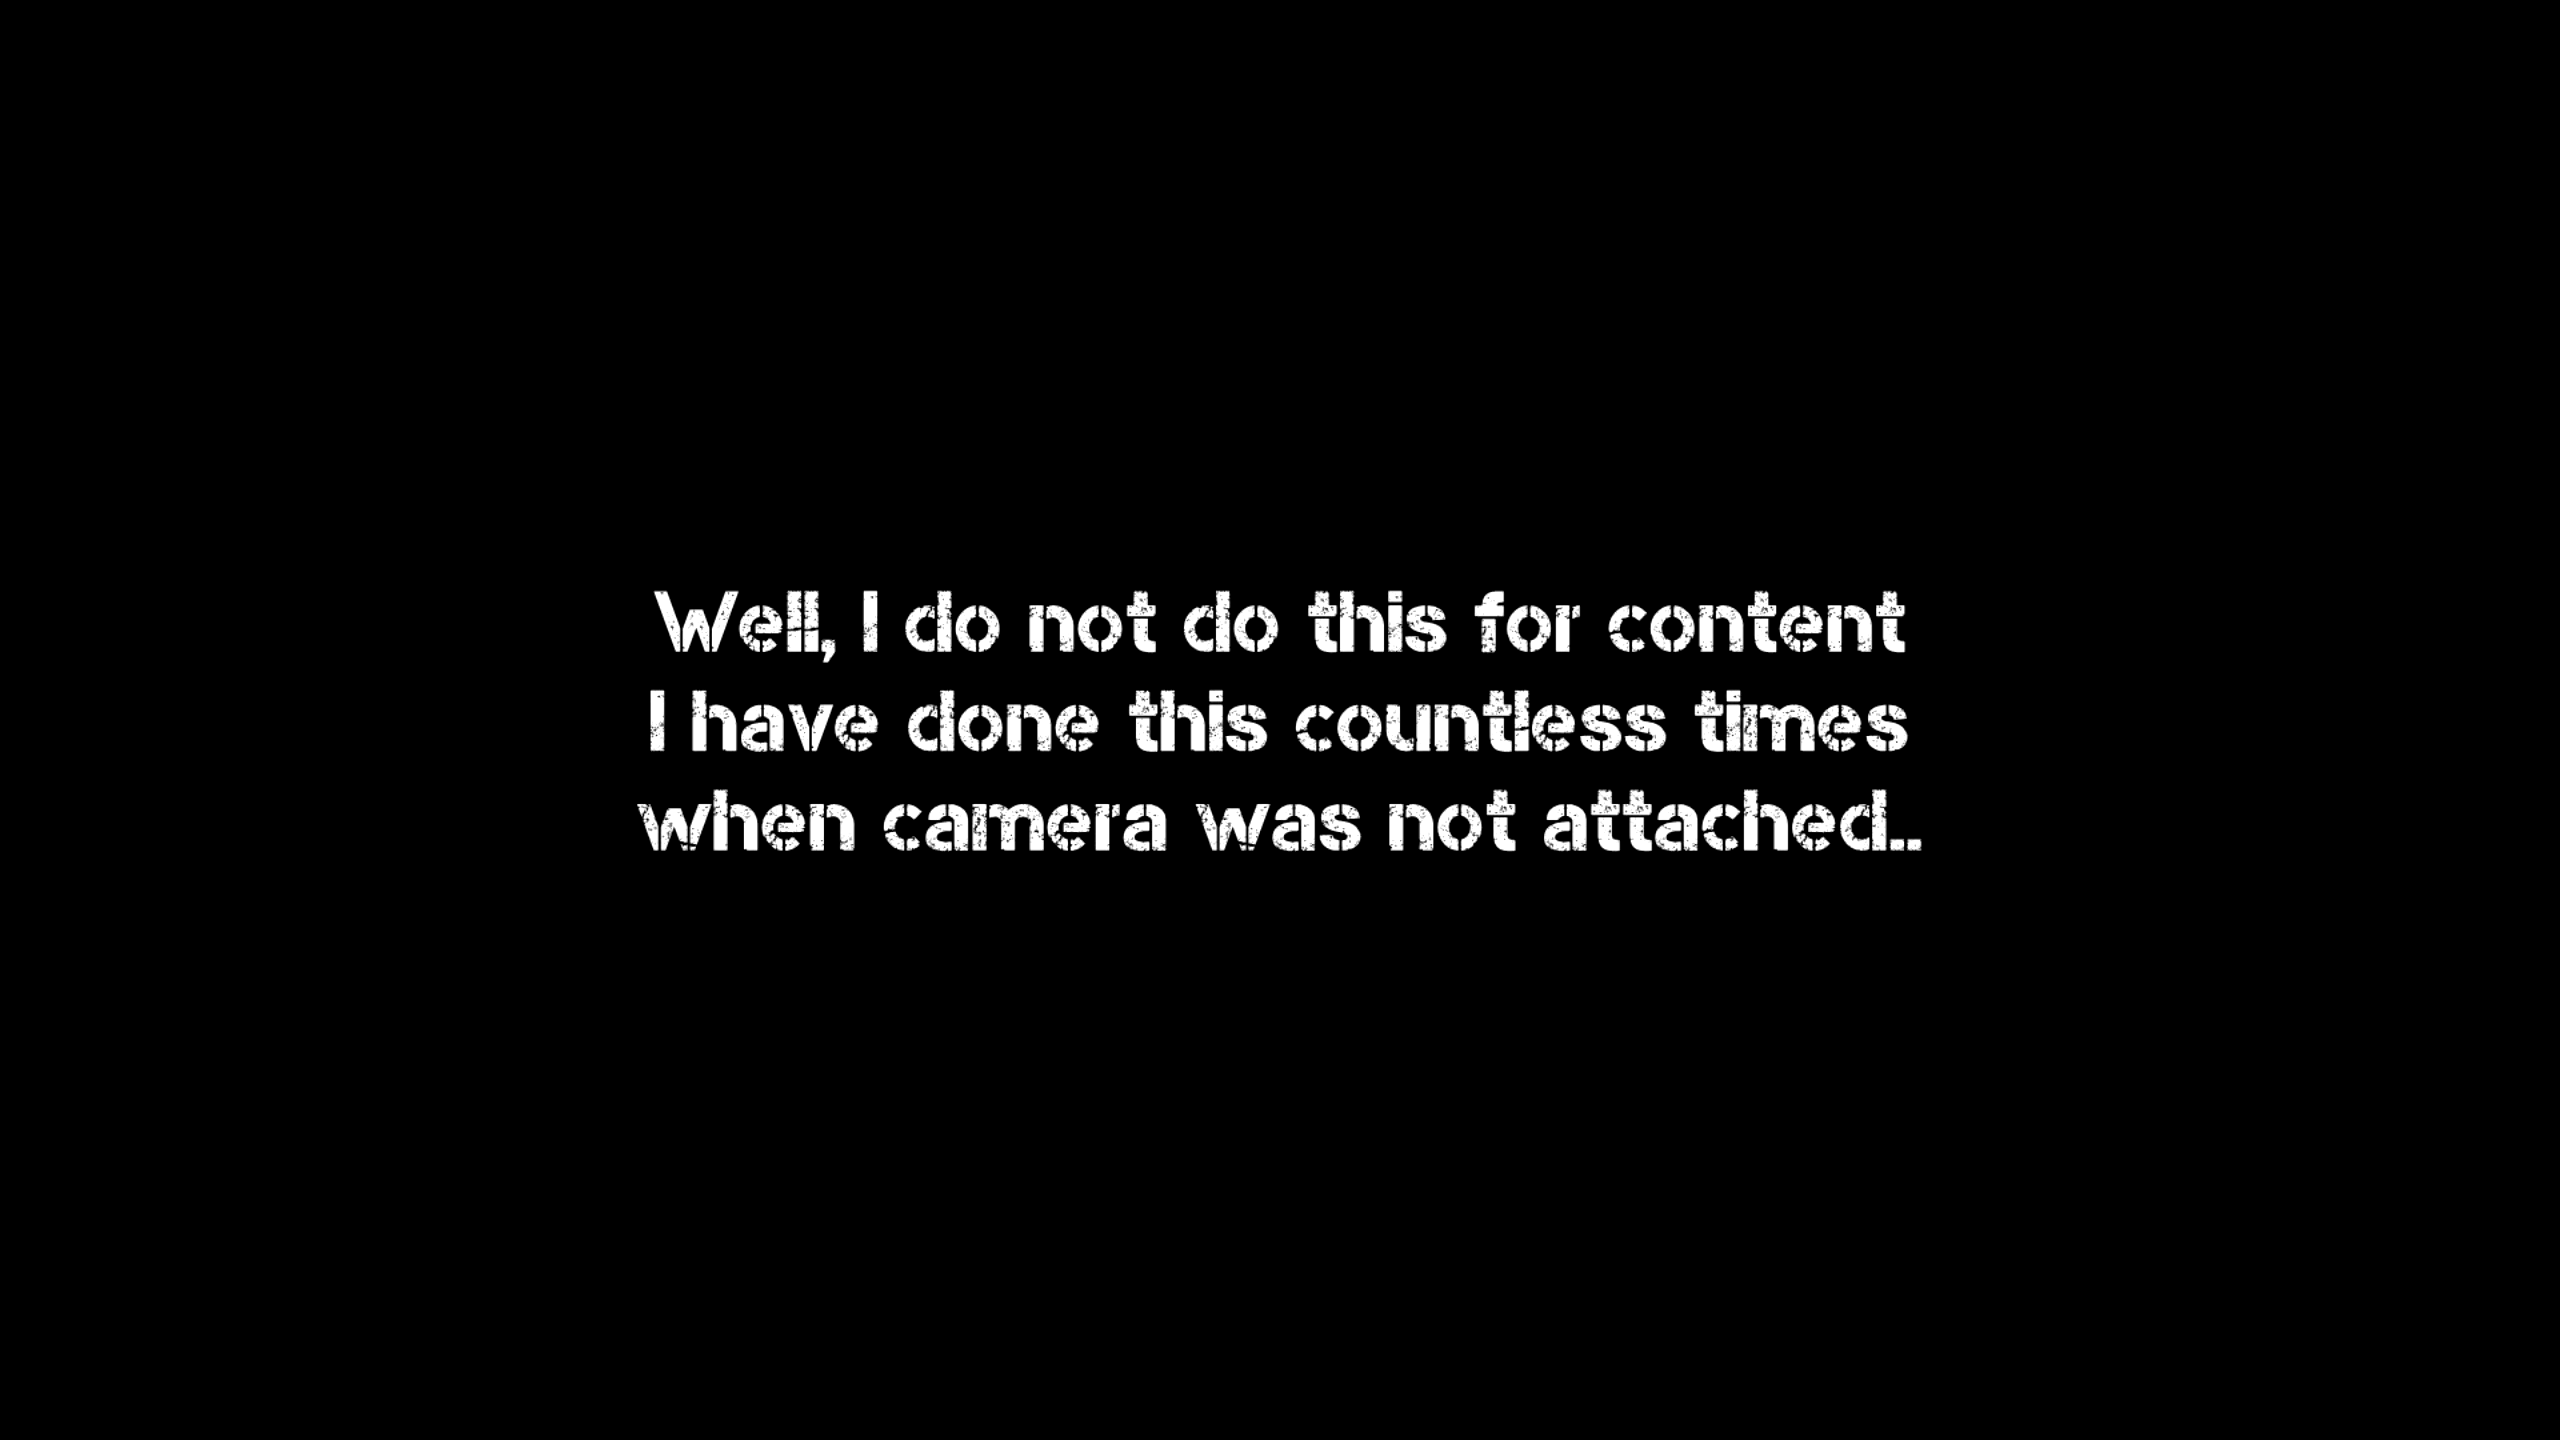 Well, I do not do this for content
I have done this countless times
when camera was not attached..